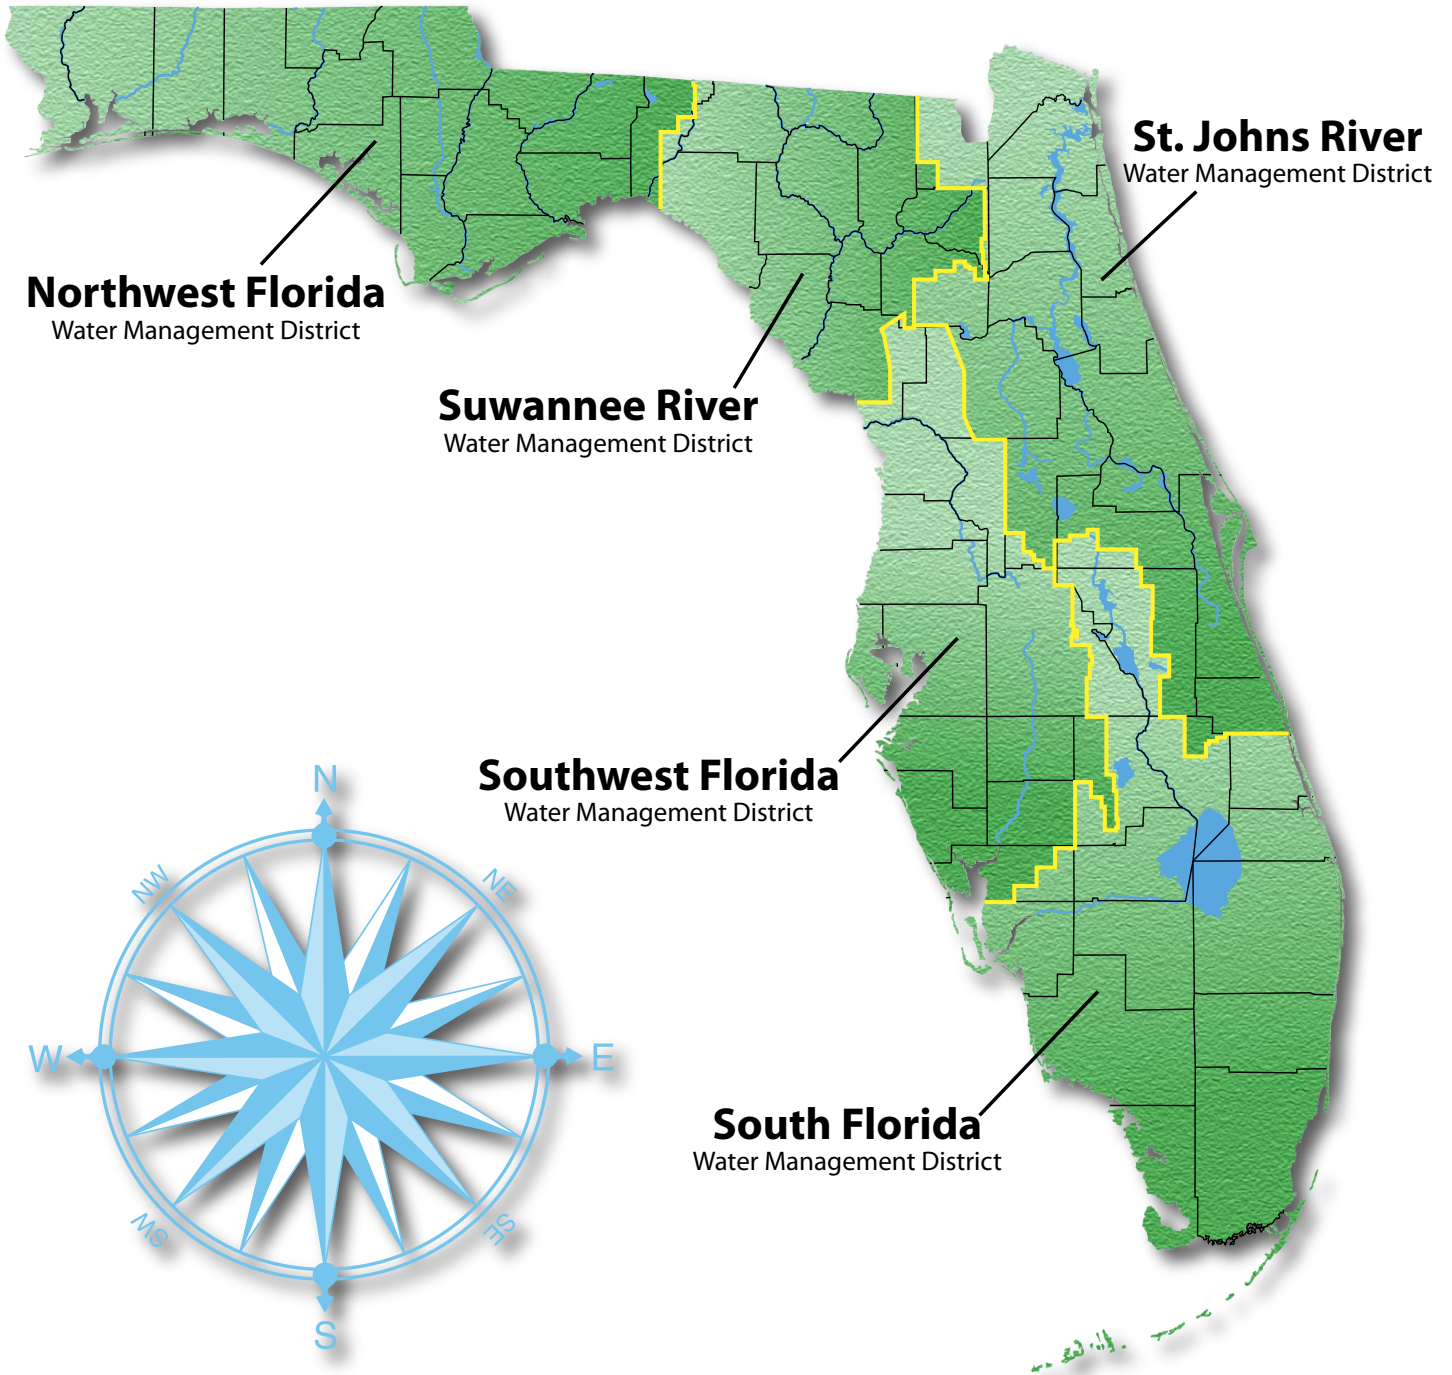 St. Johns River
Water Management District
Northwest Florida
Water Management District
Suwannee River
Water Management District
Southwest Florida
Water Management District
South Florida
Water Management District
N
NW
NE
W
E
SW
SE
S